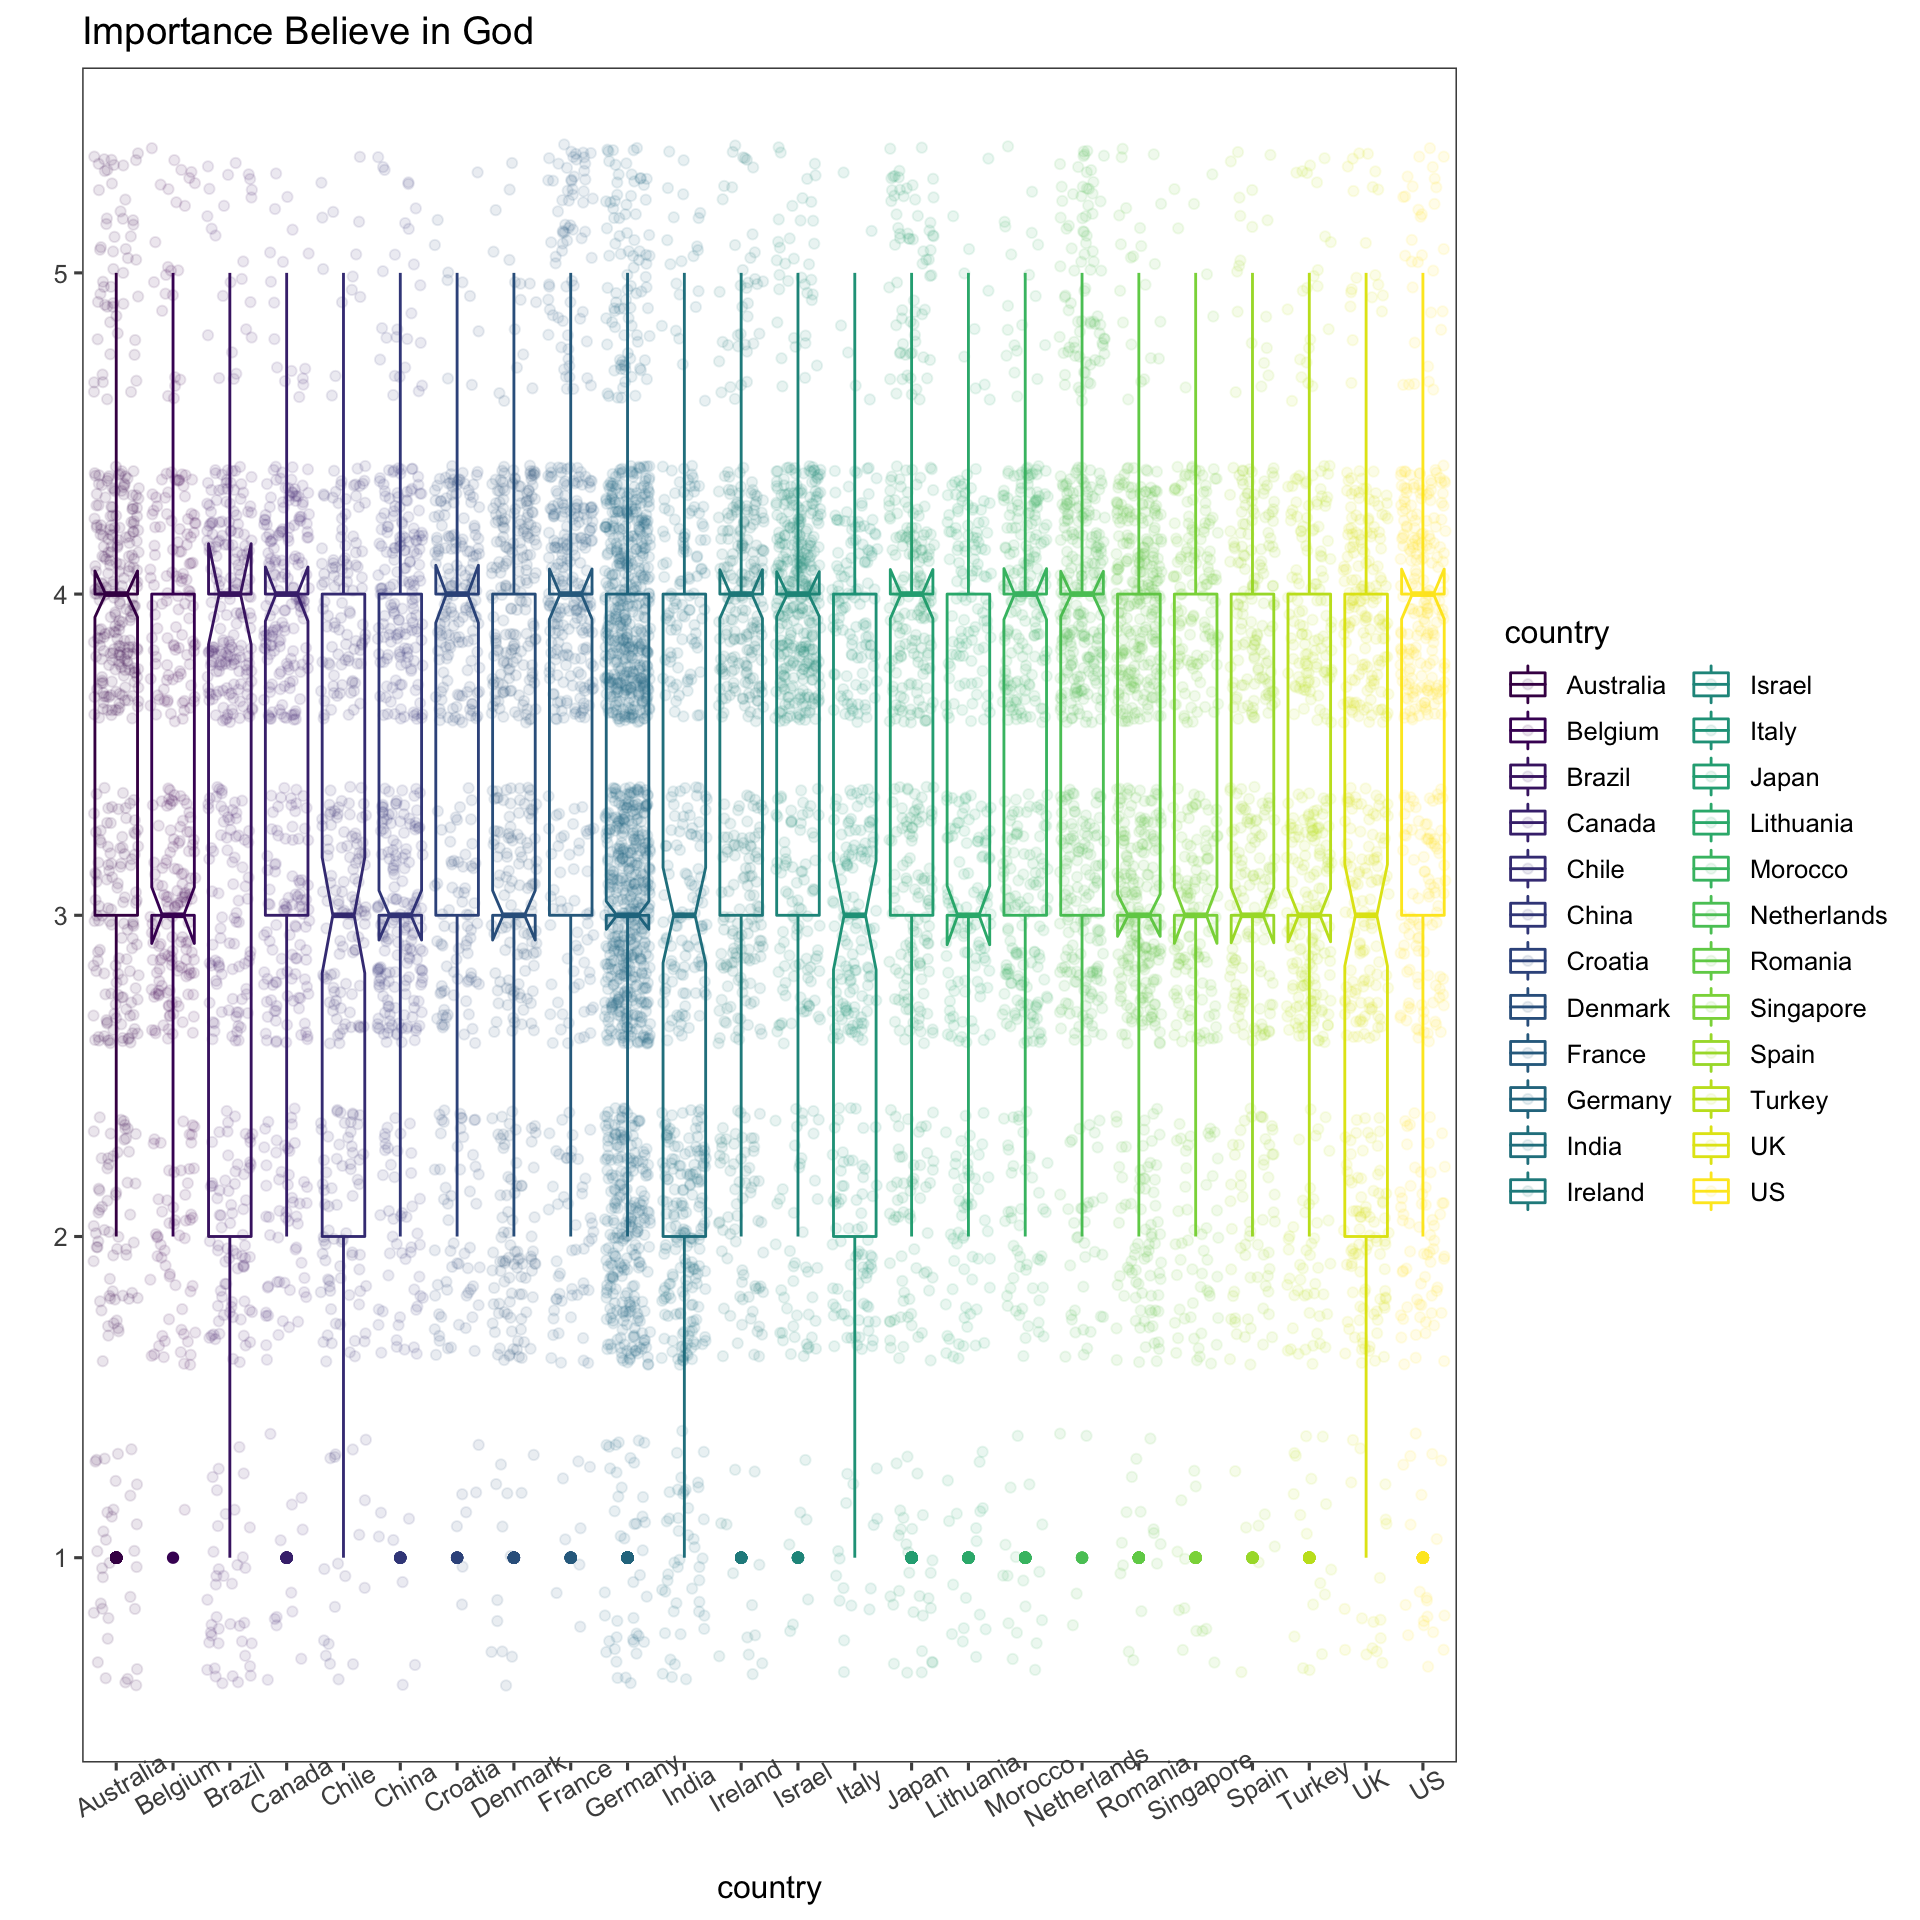 Importance Believe in God
5
4
3
2
1
Australia
Belgium
Brazil
Canada
Chile
China
Croatia
Denmark
France
Germany
India
Ireland
Israel
Italy
Japan
Lithuania
Morocco
Netherlands
Romania
Singapore
Spain
Turkey
UK
US
country
country
Australia
Belgium
Brazil
Canada
Chile
China
Croatia
Denmark
France
Germany
India
Ireland
Israel
Italy
Japan
Lithuania
Morocco
Netherlands
Romania
Singapore
Spain
Turkey
UK
US